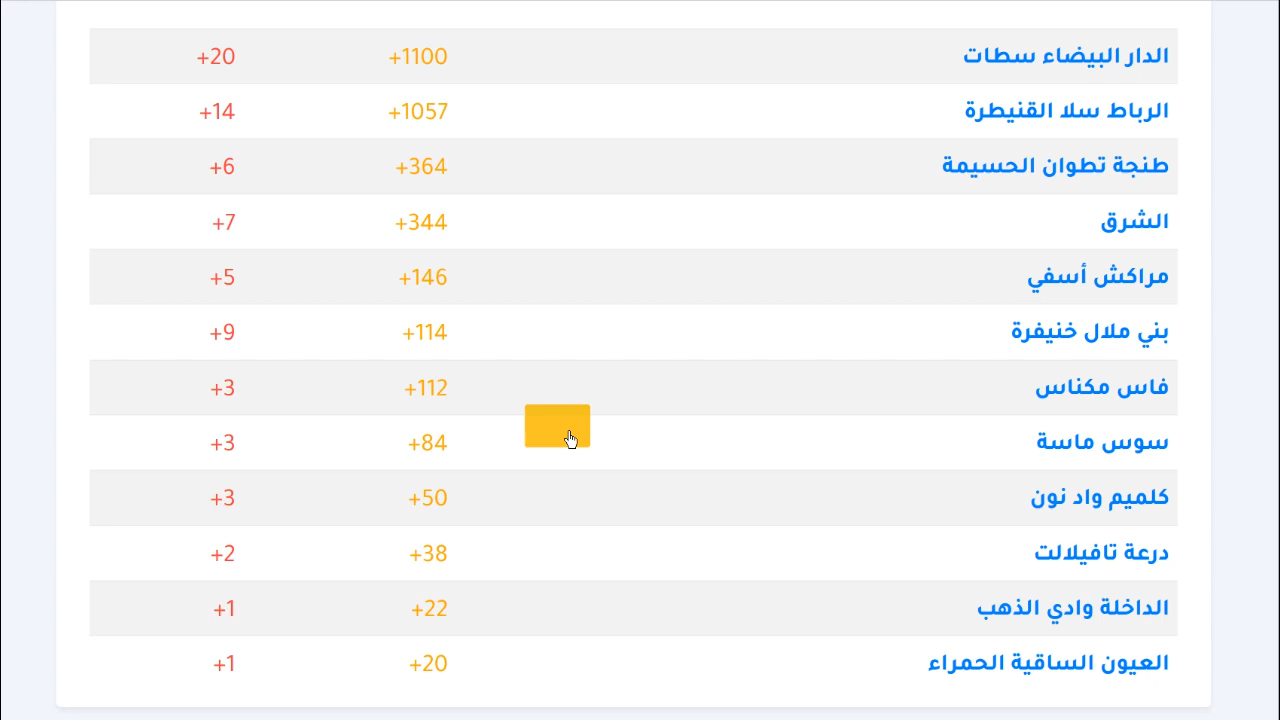 الدار البيضاء سطات +1100 +20
الرباط سلا القنيطرة +1057 +14
طنجة تطوان الحسيمة +364 +6
الشرق +344 +7
مراكش أسفي +146 +5
بني ملال خنيفرة +114 +9
فاس مكناس +112 +3
سوس ماسة +84 +3
كلميم واد نون +50 +3
درعة تافيلالت +38 +2
الداخلة وادي الذهب +22 +1
العيون الساقية الحمراء +20 +1